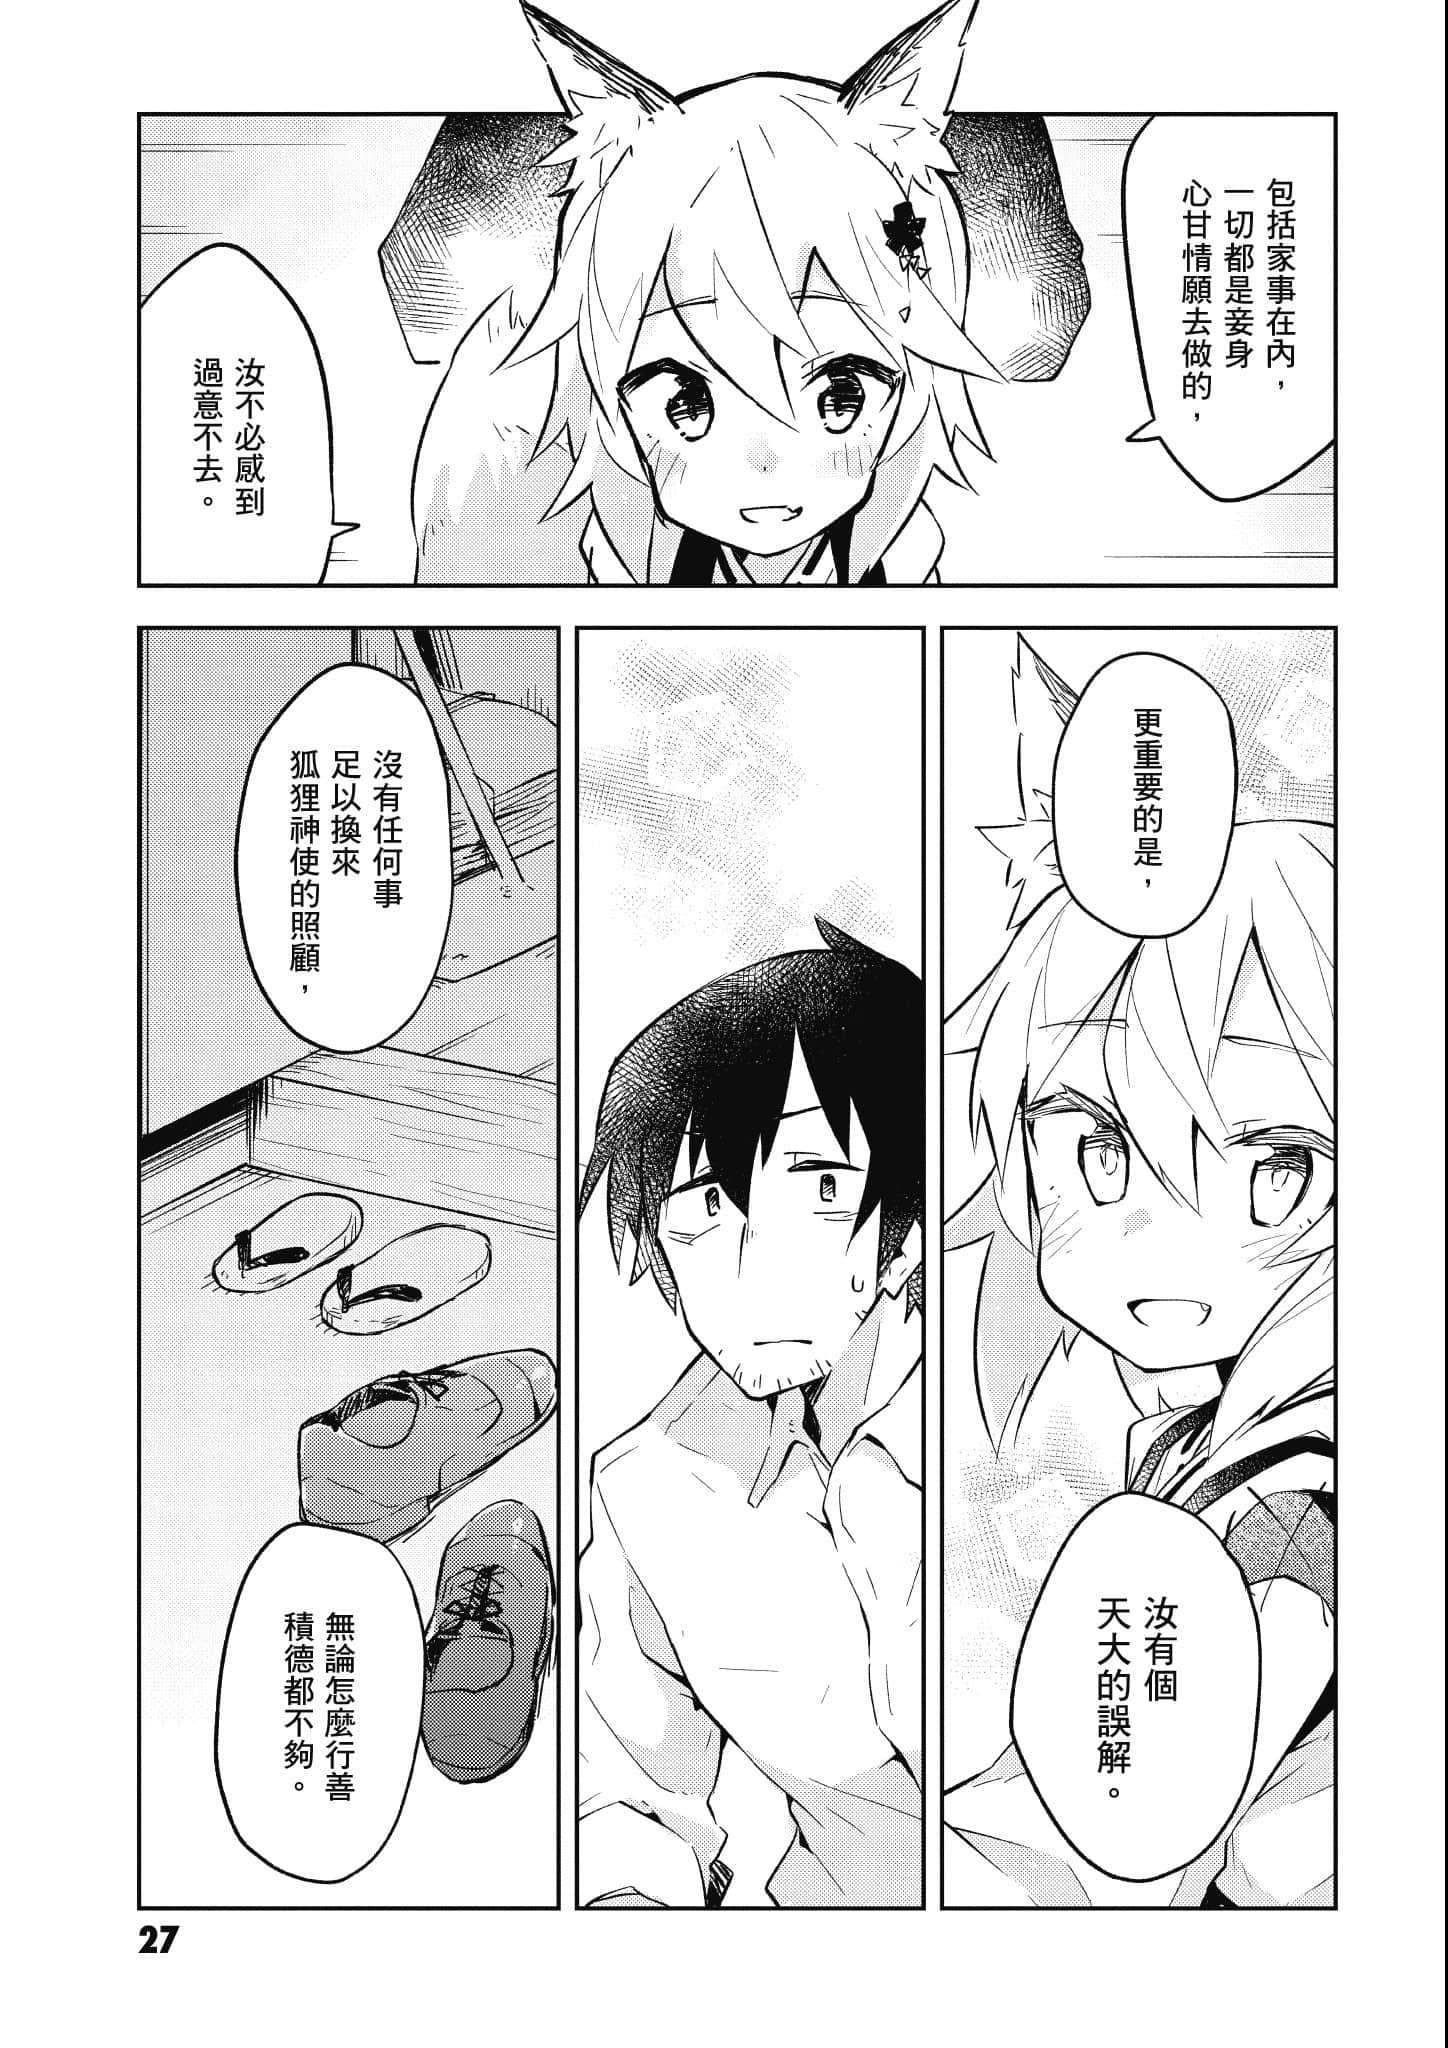 包括家事在內，
一切都是妾身
心甘情願去做的，
汝不必感到
過意不去。
更重要的是，
汝有個
天大的誤解。
沒有任何事
足以換來
狐狸神使的照顧，
無論怎麼行善
積德都不夠。
27